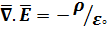 ∇̅. E̅ = − ρ/ε₀